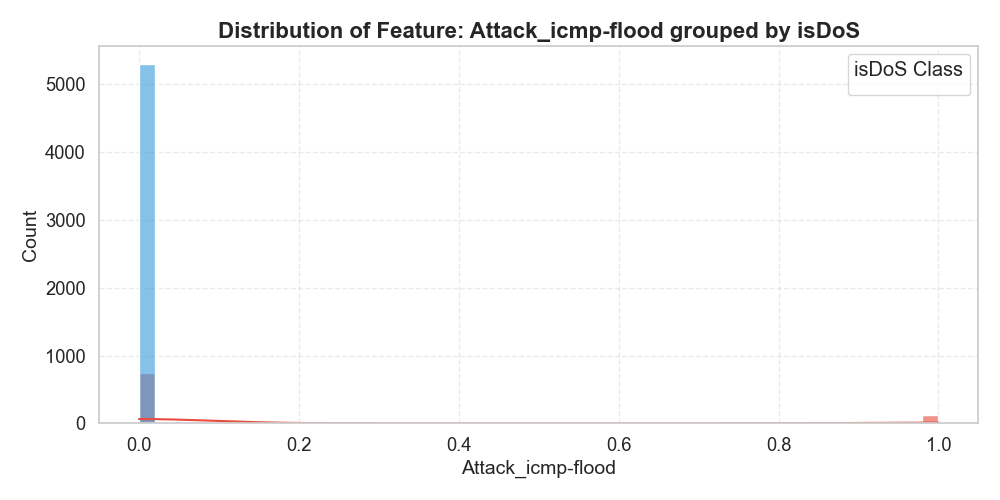 Distribution of Feature: Attack_icmp-flood grouped by isDoS
isDoS Class
5000
4000
3000
2000
1000
0
Count
0.0 0.2 0.4 0.6 0.8 1.0
Attack_icmp-flood